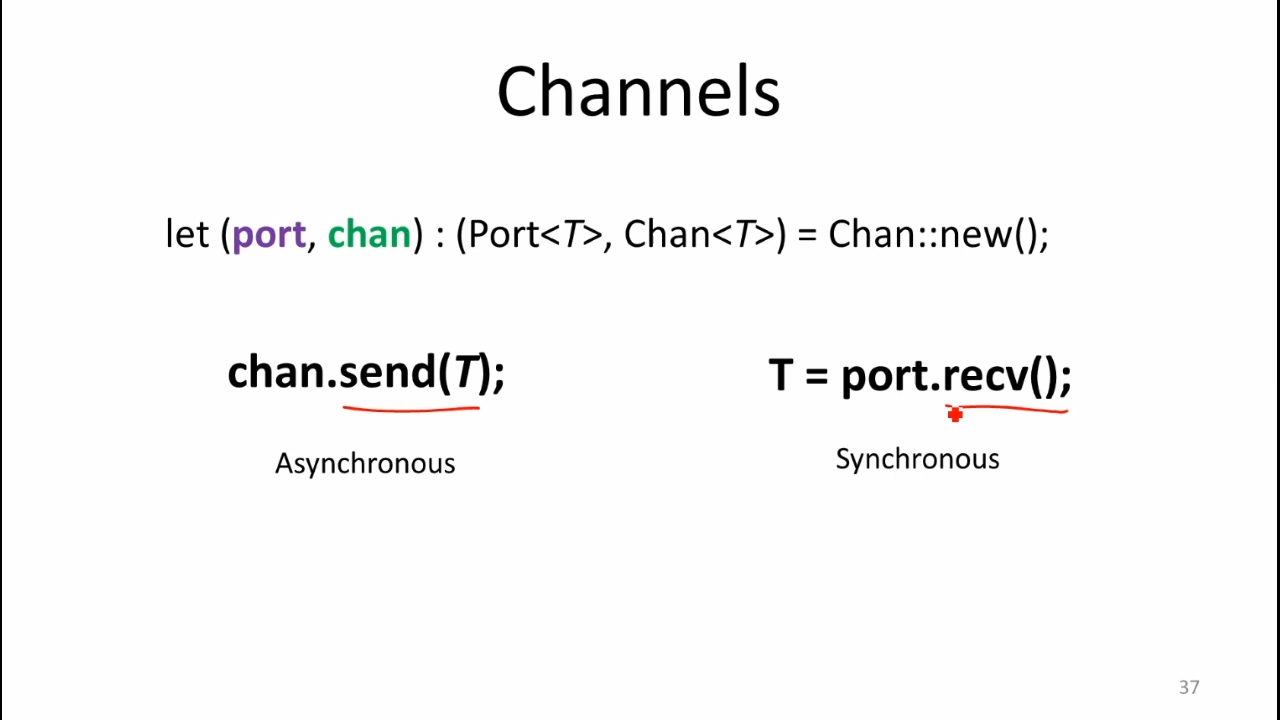 Channels
let (port, chan) : (Port<T>, Chan<T>) = Chan::new();
chan.send(T);
T = port.recv();
Asynchronous
Synchronous
37